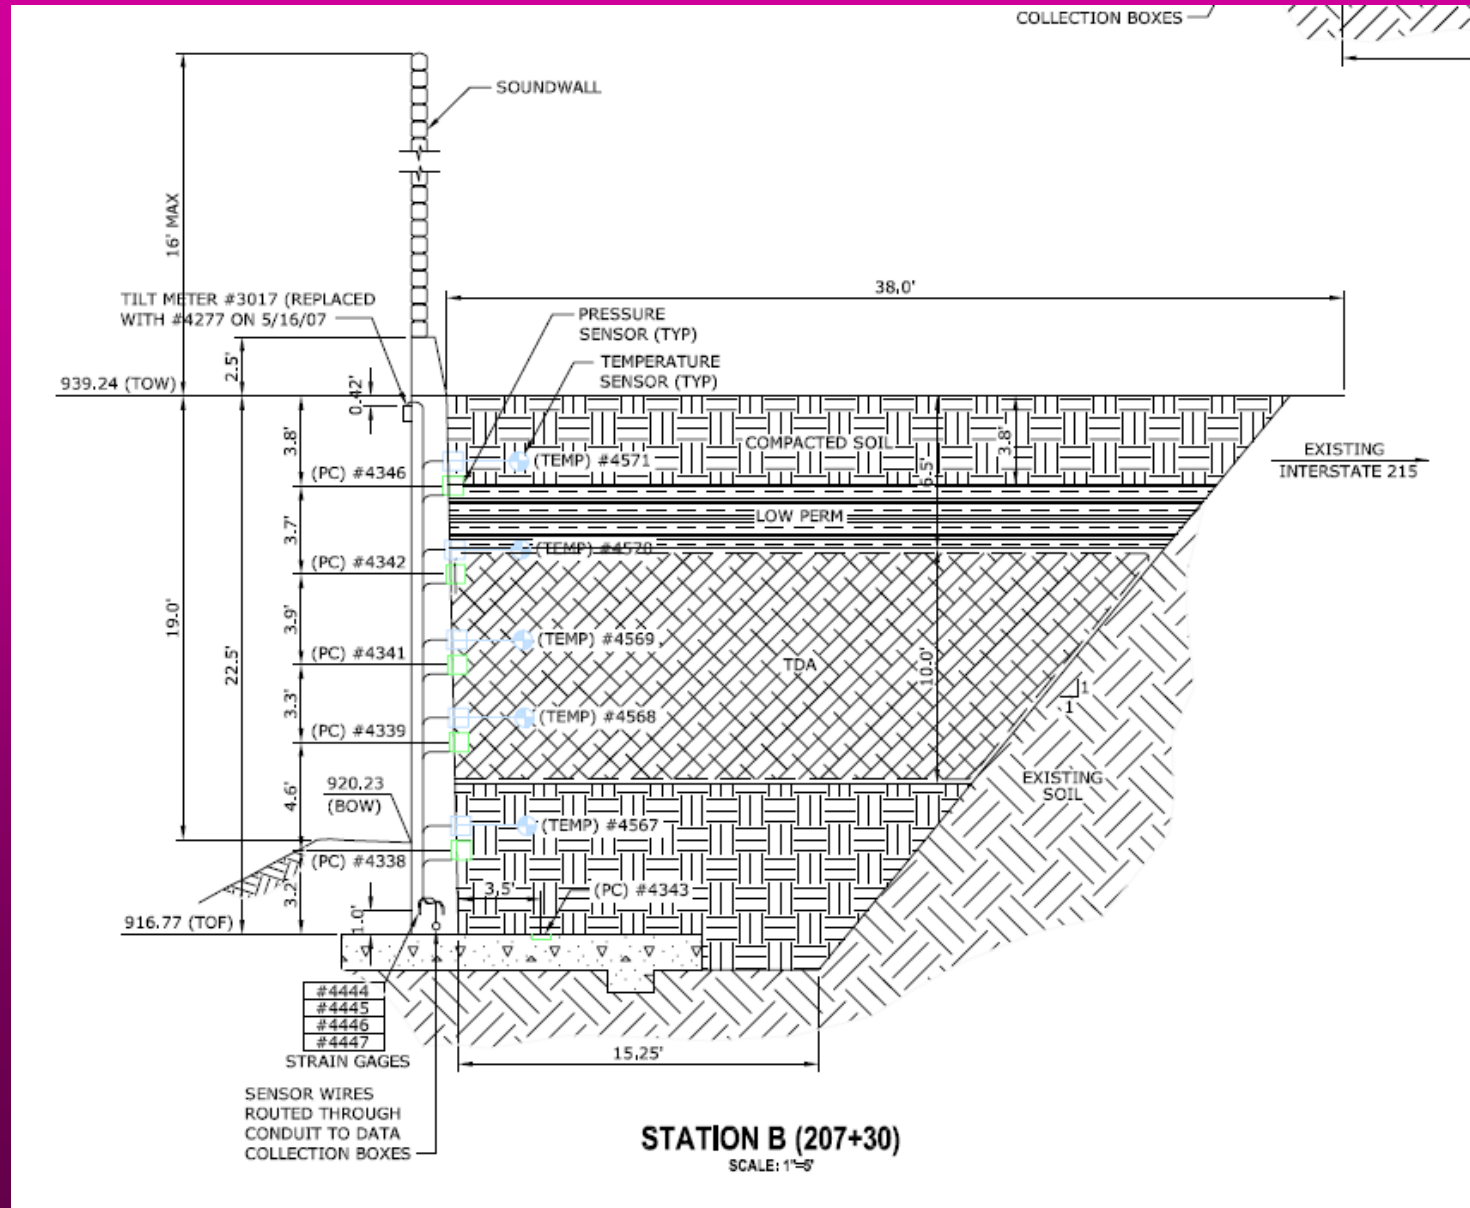 COLLECTION BOXES
SOUNDWALL
16' MAX
38.0'
TILT METER #3017 (REPLACED
WITH #4277 ON 5/16/07
PRESSURE
SENSOR (TYP)
TEMPERATURE
SENSOR (TYP)
2.5'
939.24 (TOW)
0.42'
3.8'
COMPACTED SOIL
3.8'
6.5'
EXISTING
INTERSTATE 215
(PC) #4346
(TEMP) #4571
3.7'
LOW PERM
(TEMP) #4570
(PC) #4342
3.9'
19.0'
22.5'
(TEMP) #4569
(PC) #4341
TDA
10.0'
1
1
3.3'
(TEMP) #4568
(PC) #4339
4.6'
920.23
(BOW)
EXISTING
SOIL
(TEMP) #4567
(PC) #4338
3.2'
3.5'
(PC) #4343
1.0'
916.77 (TOF)
#4444
#4445
#4446
#4447
STRAIN GAGES
15.25'
SENSOR WIRES
ROUTED THROUGH
CONDUIT TO DATA
COLLECTION BOXES
STATION B (207+30)
SCALE: 1"=5'